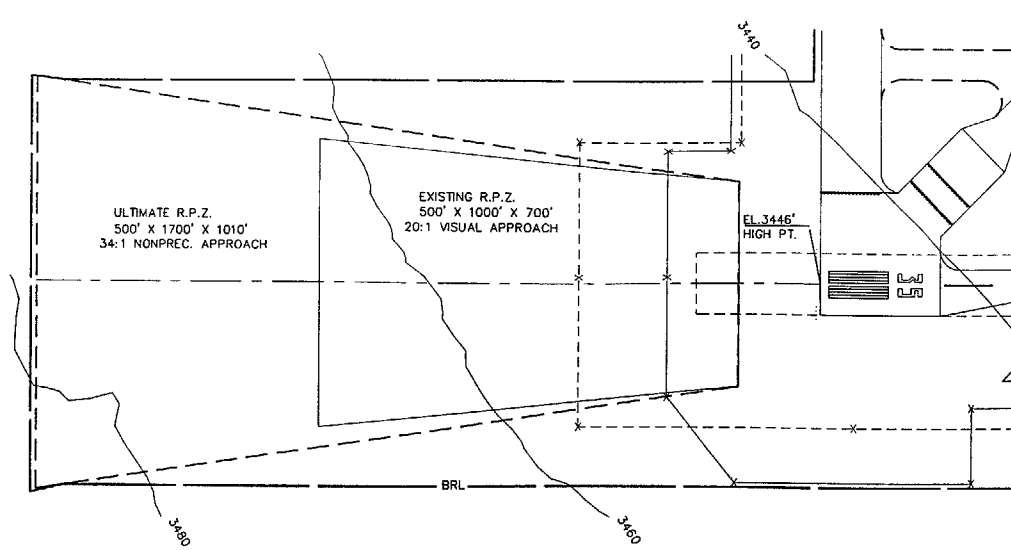 3440
ULTIMATE R.P.Z.
500' X 1700' X 1010'
34:1 NONPREC. APPROACH
EXISTING R.P.Z.
500' X 1000' X 700'
20:1 VISUAL APPROACH
EL.3446'
HIGH PT.
35
BRL
3480
3460